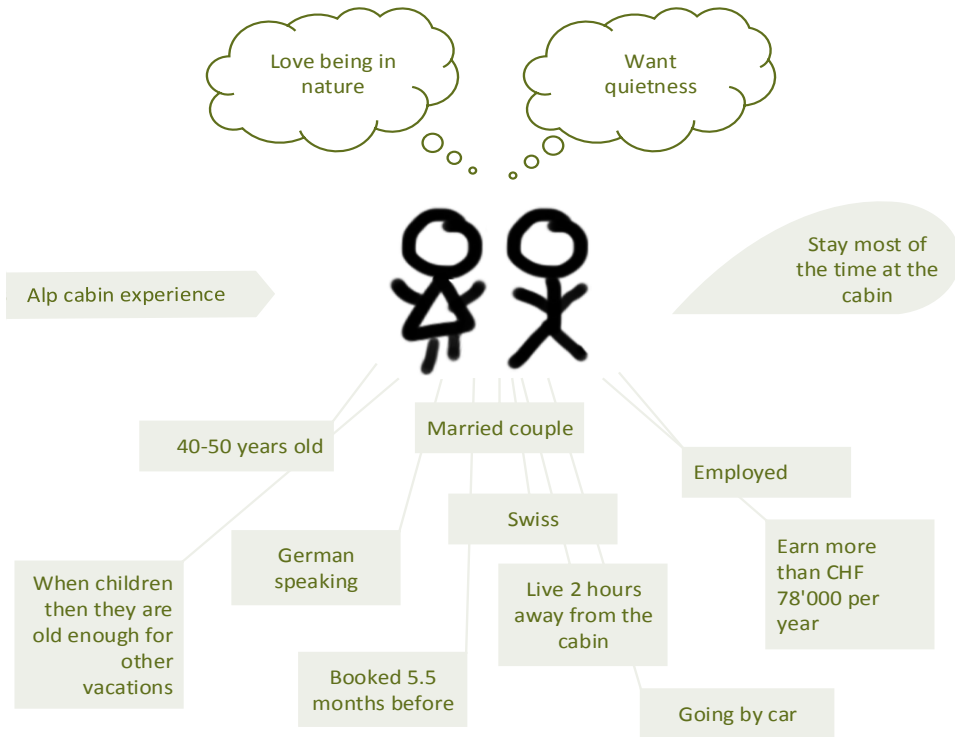 Love being in
nature
Want
quietness
Alp cabin experience
Stay most of
the time at the
cabin
40-50 years old
Married couple
Employed
Swiss
German
speaking
When children
then they are
old enough for
other
vacations
Live 2 hours
away from the
cabin
Earn more
than CHF
78'000 per
year
Booked 5.5
months before
Going by car